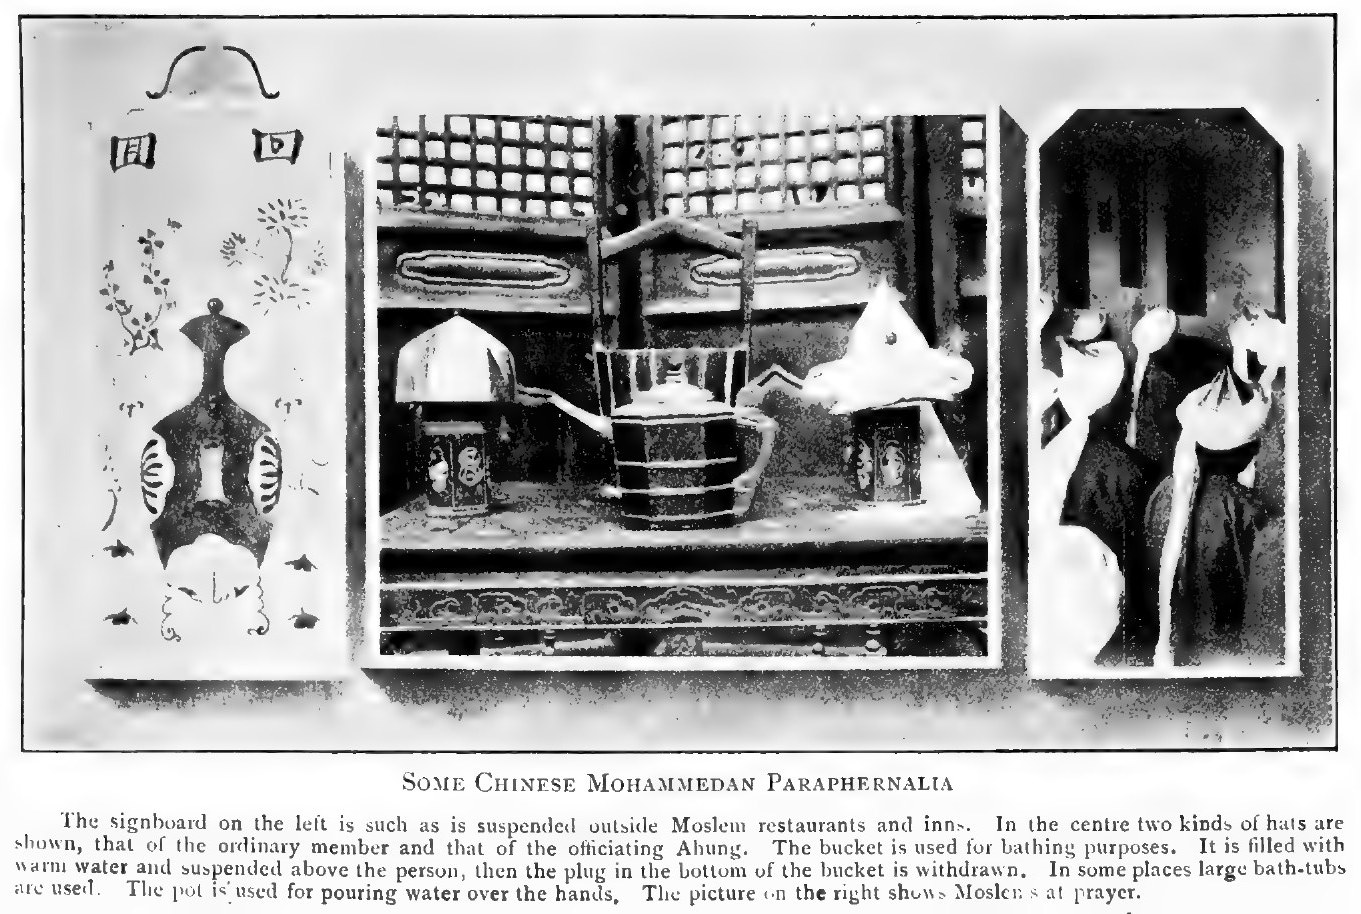 回
SOME CHINESE MOHAMMEDAN PARAPHERNALIA
The signboard on the left is such as is suspended outside Moslem restaurants and inns. In the centre two kinds of hats are
shown, that of the ordinary member and that of the officiating Ahung. The bucket is used for bathing purposes. It is filled with
warm water and suspended above the person, then the plug in the bottom of the bucket is withdrawn. In some places large bath-tubs
are used. The pot is used for pouring water over the hands. The picture on the right shows Moslems at prayer.